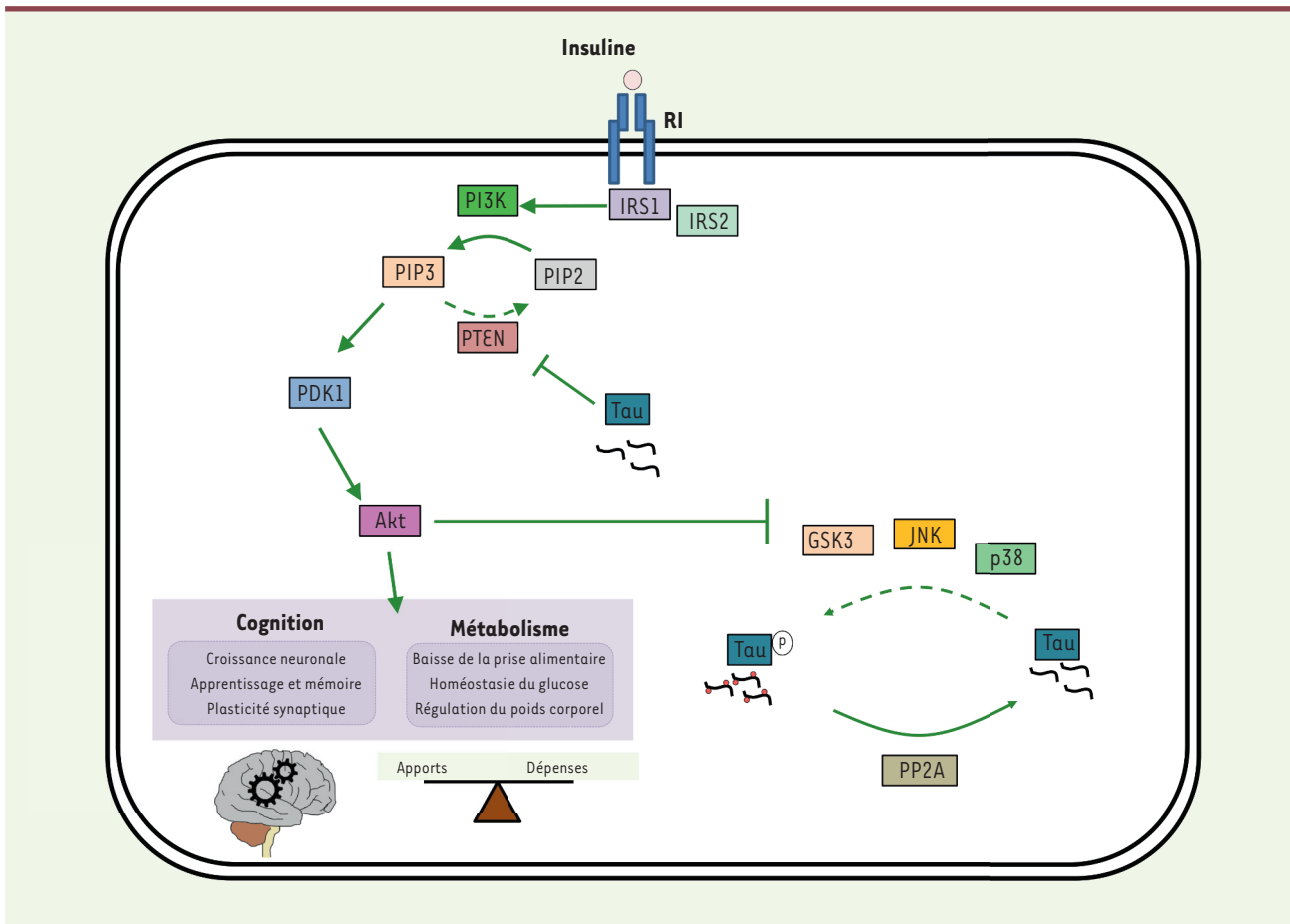 Insuline
RI
PI3K
IRS1
IRS2
PIP3
PIP2
PTEN
PDK1
Tau
Akt
GSK3
JNK
p38
Cognition
Croissance neuronale
Apprentissage et mémoire
Plasticité synaptique
Métabolisme
Baisse de la prise alimentaire
Homéostasie du glucose
Régulation du poids corporel
Tau
P
Tau
PP2A
Apports
Dépenses